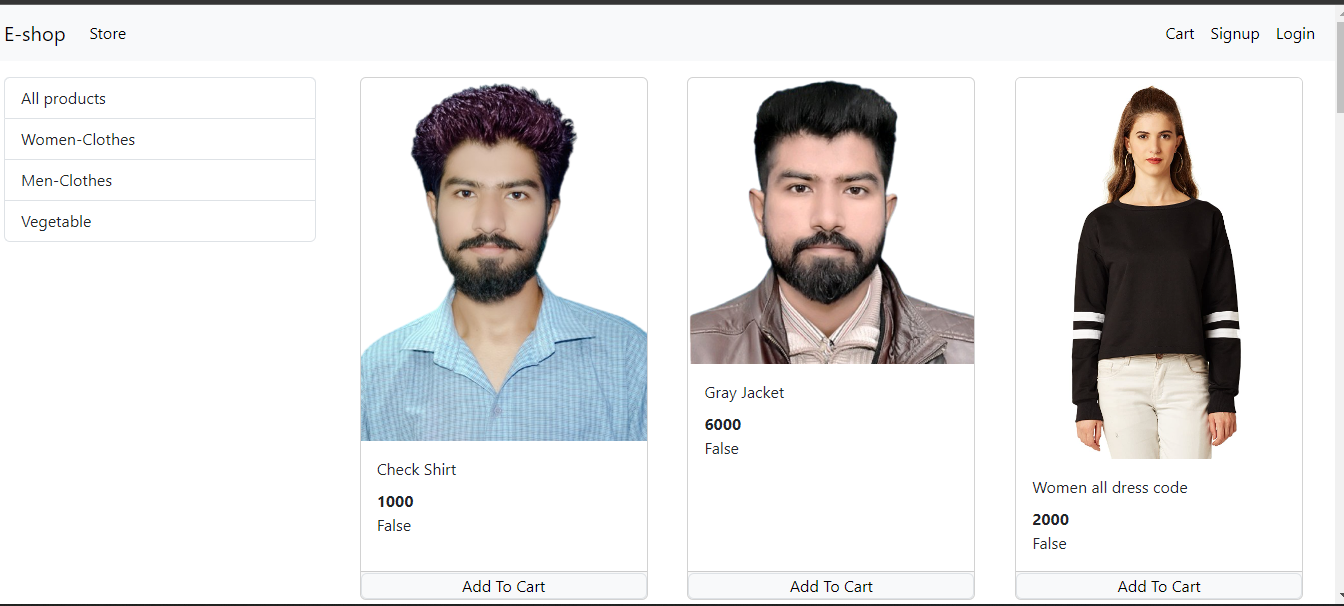 E-shop Store Cart Signup Login
All products
Women-Clothes
Men-Clothes
Vegetable
Check Shirt
1000
False
Add To Cart
Gray Jacket
6000
False
Add To Cart
Women all dress code
2000
False
Add To Cart